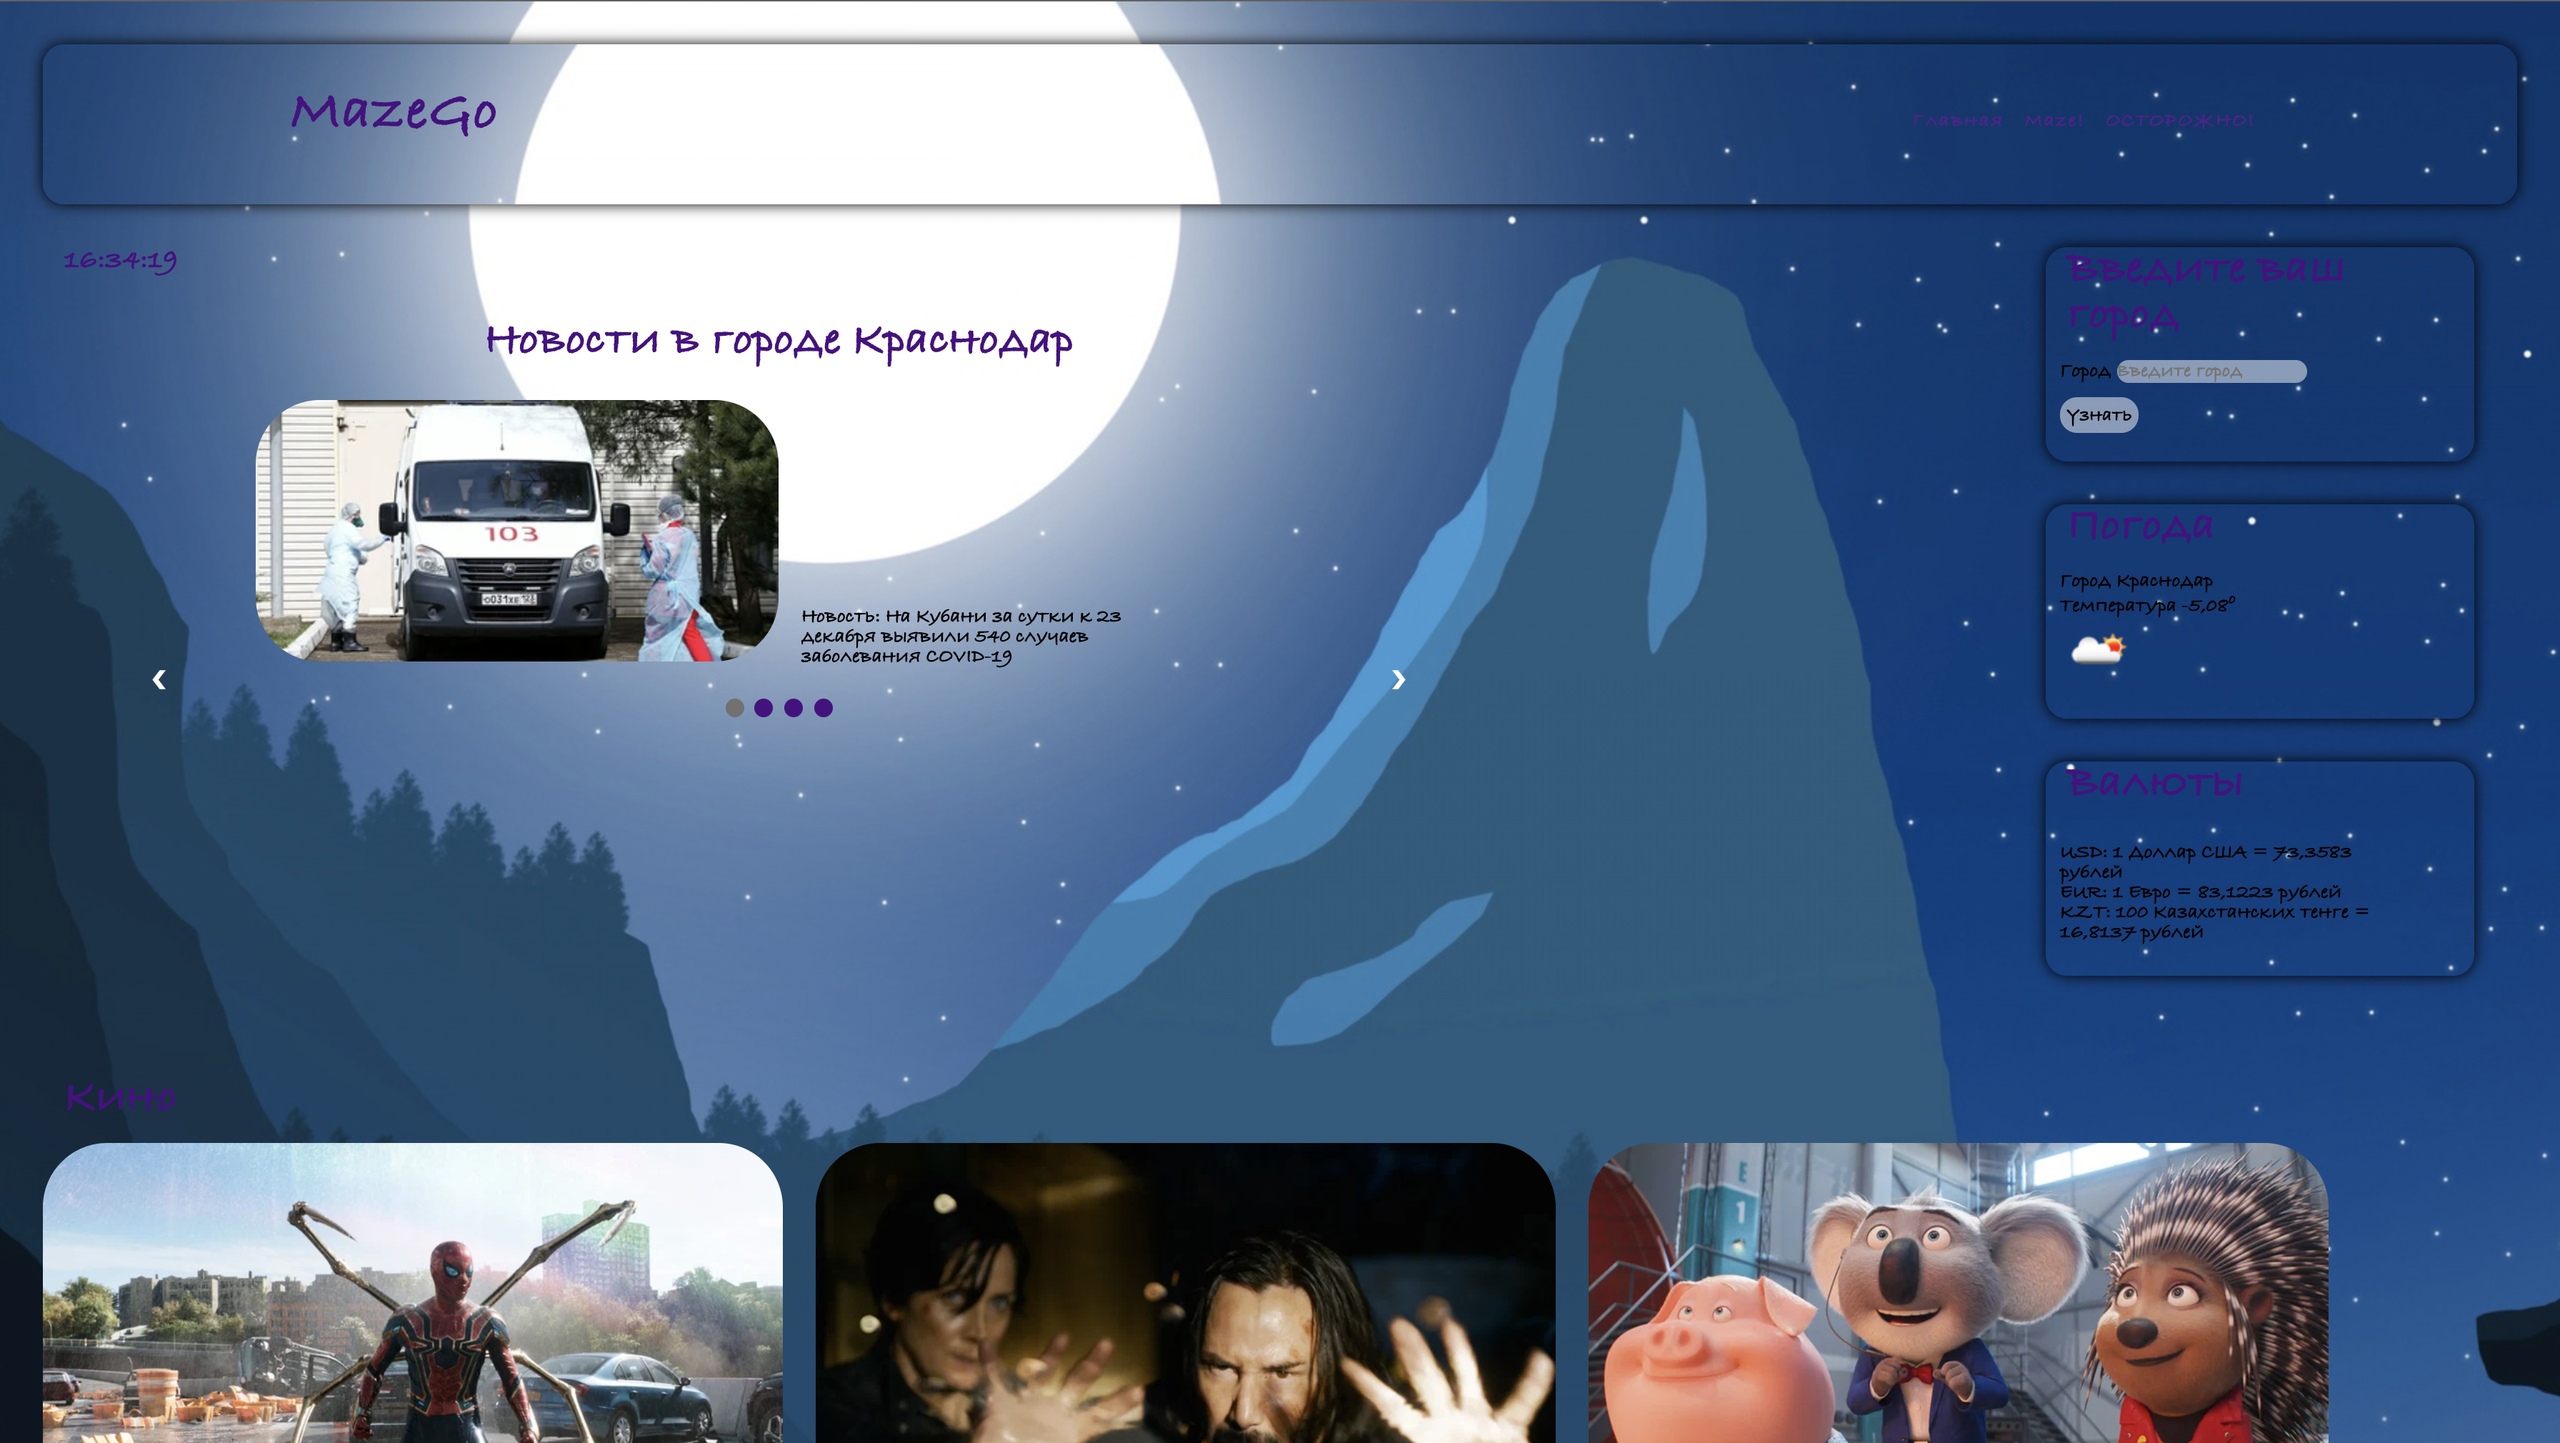 MazeGo
Главная Maze! ОСТОРОЖНО!
16:34:19
Новости в городе Краснодар
103
о031хе 123
Новость: На Кубани за сутки к 23
декабря выявили 540 случаев
заболевания COVID-19
Введите ваш
город
Город Введите город
Узнать
Погода
Город Краснодар
Температура -5,08°
Валюты
USD: 1 Доллар США = 73,3583
рублей
EUR: 1 Евро = 83,1223 рублей
KZT: 100 Казахстанских тенге =
16,8137 рублей
Кино
E
1